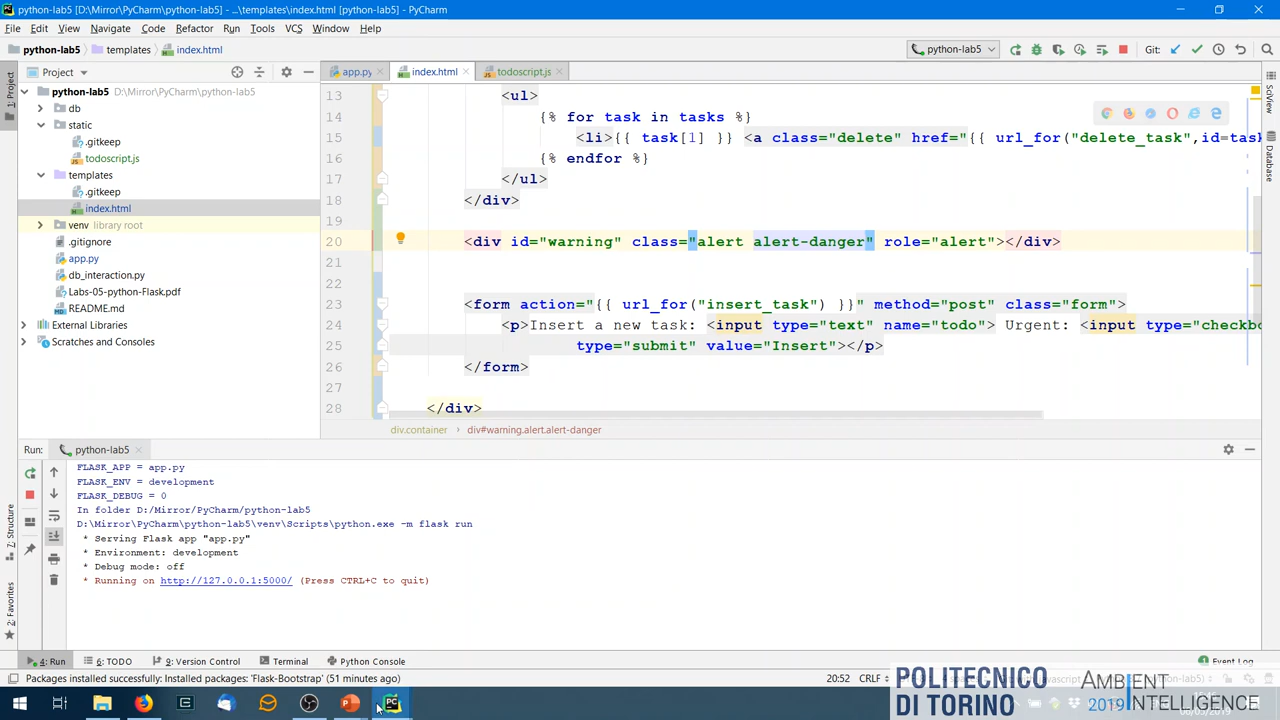 python-lab5 [D:\Mirror\PyCharm\python-lab5] - ...\templates\index.html [python-lab5] - PyCharm
File Edit View Navigate Code Refactor Run Tools VCS Window Help
python-lab5 templates index.html
python-lab5 Git:
Project
app.py index.html todoscript.js
1: Project
SciView
Database
7: Structure
2: Favorites
python-lab5 D:\Mirror\PyCharm\python-lab5
db
static
.gitkeep
todoscript.js
templates
.gitkeep
index.html
venv library root
.gitignore
app.py
db_interaction.py
Labs-05-python-Flask.pdf
README.md
External Libraries
Scratches and Consoles
13 <ul>
14 {% for task in tasks %}
15 <li>{{ task[1] }} <a class="delete" href="{{ url_for("delete_task",id=task
16 {% endfor %}
17 </ul>
18 </div>
19
20 <div id="warning" class="alert alert-danger" role="alert"></div>
21
22
23 <form action="{{ url_for("insert_task") }}" method="post" class="form">
24 <p>Insert a new task: <input type="text" name="todo"> Urgent: <input type="checkbo
25 type="submit" value="Insert"></p>
26 </form>
27
28 </div>
div.container › div#warning.alert.alert-danger
Run: python-lab5
FLASK_APP = app.py
FLASK_ENV = development
FLASK_DEBUG = 0
In folder D:/Mirror/PyCharm/python-lab5
D:\Mirror\PyCharm\python-lab5\venv\Scripts\python.exe -m flask run
* Serving Flask app "app.py"
* Environment: development
* Debug mode: off
* Running on http://127.0.0.1:5000/ (Press CTRL+C to quit)
4: Run 6: TODO 9: Version Control Terminal Python Console Event Log
Packages installed successfully: Installed packages: 'Flask-Bootstrap' (51 minutes ago) 20:52 CRLF
POLITECNICO
DI TORINO
AMBIENT
2019 INTELLIGENCE